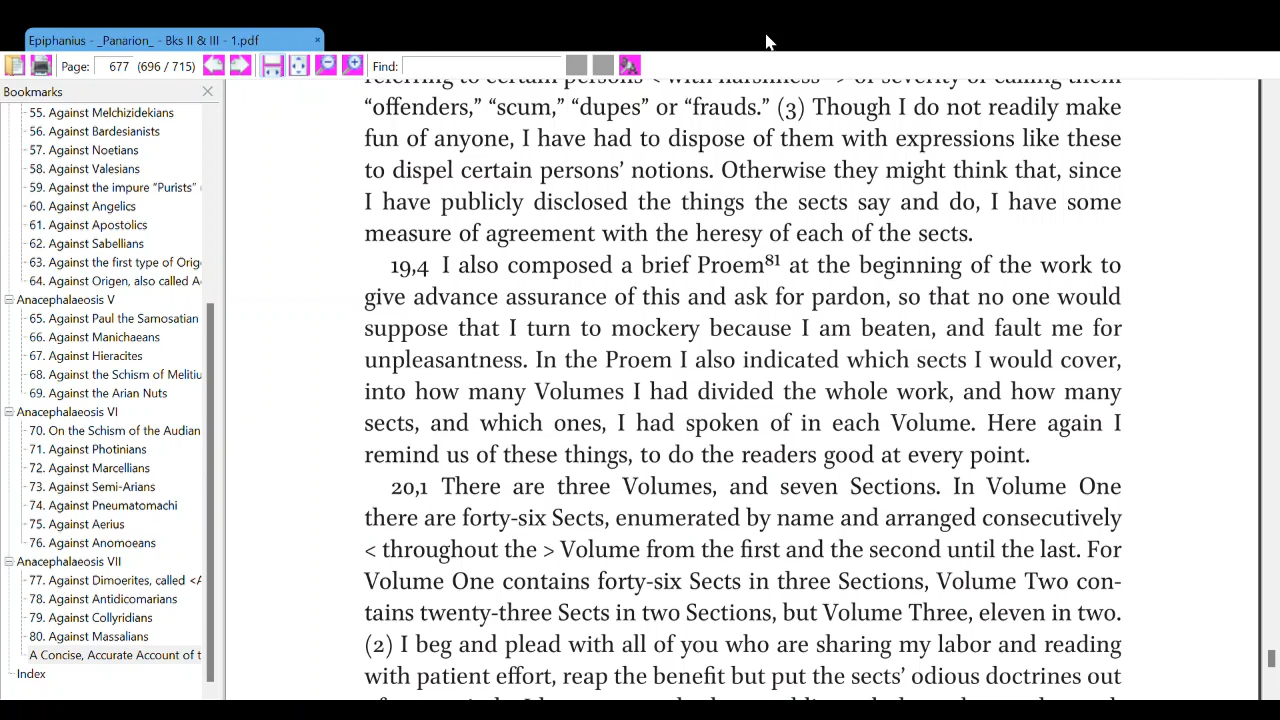 Epiphanius - _Panarion_ - Bks II & III - 1.pdf
Page: 677 (696 / 715) Find:
Bookmarks
55. Against Melchizidekians
56. Against Bardesianists
57. Against Noetians
58. Against Valesians
59. Against the impure "Purists"
60. Against Angelics
61. Against Apostolics
62. Against Sabellians
63. Against the first type of Orig
64. Against Origen, also called A
Anacephalaeosis V
65. Against Paul the Samosatian
66. Against Manichaeans
67. Against Hieracites
68. Against the Schism of Melitiu
69. Against the Arian Nuts
Anacephalaeosis VI
70. On the Schism of the Audian
71. Against Photinians
72. Against Marcellians
73. Against Semi-Arians
74. Against Pneumatomachi
75. Against Aerius
76. Against Anomoeans
Anacephalaeosis VII
77. Against Dimoerites, called <A
78. Against Antidicomarians
79. Against Collyridians
80. Against Massalians
A Concise, Accurate Account of t
Index
referring to certain persons < with harshness > or severity or calling them
“offenders,” “scum,” “dupes” or “frauds.” (3) Though I do not readily make
fun of anyone, I have had to dispose of them with expressions like these
to dispel certain persons’ notions. Otherwise they might think that, since
I have publicly disclosed the things the sects say and do, I have some
measure of agreement with the heresy of each of the sects.
19,4 I also composed a brief Proem81 at the beginning of the work to
give advance assurance of this and ask for pardon, so that no one would
suppose that I turn to mockery because I am beaten, and fault me for
unpleasantness. In the Proem I also indicated which sects I would cover,
into how many Volumes I had divided the whole work, and how many
sects, and which ones, I had spoken of in each Volume. Here again I
remind us of these things, to do the readers good at every point.
20,1 There are three Volumes, and seven Sections. In Volume One
there are forty-six Sects, enumerated by name and arranged consecutively
< throughout the > Volume from the first and the second until the last. For
Volume One contains forty-six Sects in three Sections, Volume Two con-
tains twenty-three Sects in two Sections, but Volume Three, eleven in two.
(2) I beg and plead with all of you who are sharing my labor and reading
with patient effort, reap the benefit but put the sects’ odious doctrines out